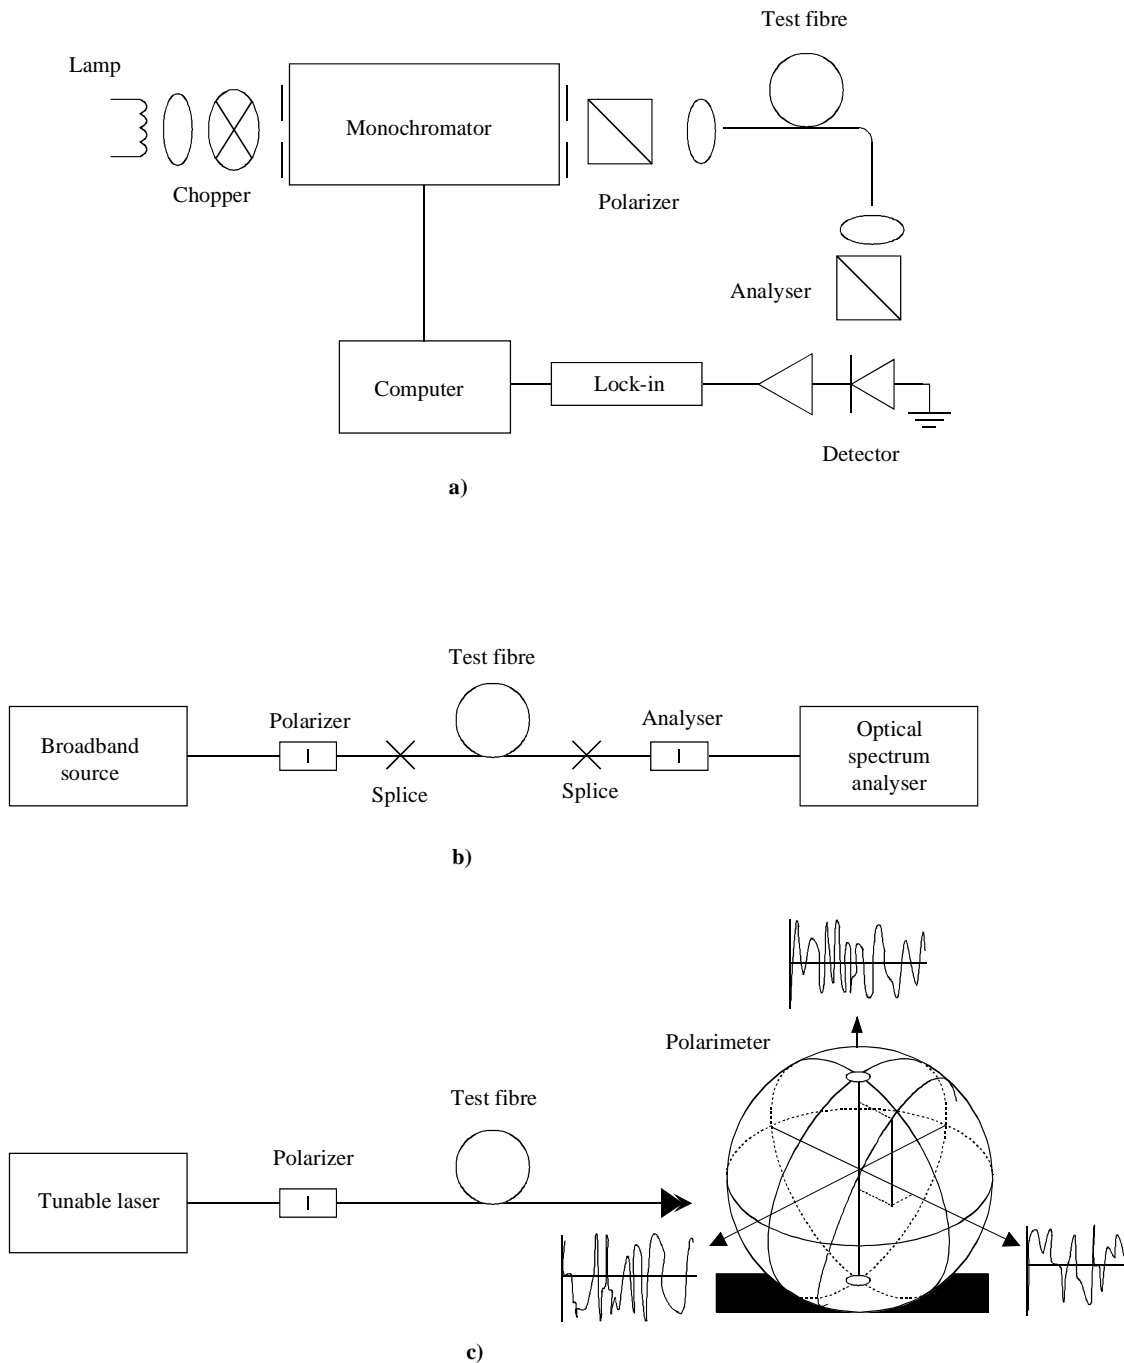 Test fibre
Lamp
Monochromator
Chopper
Polarizer
Analyser
Computer
Lock-in
Detector
a)
Test fibre
Polarizer
Analyser
Broadband
source
Optical
spectrum
analyser
Splice
Splice
b)
Polarimeter
Test fibre
Polarizer
Tunable laser
c)